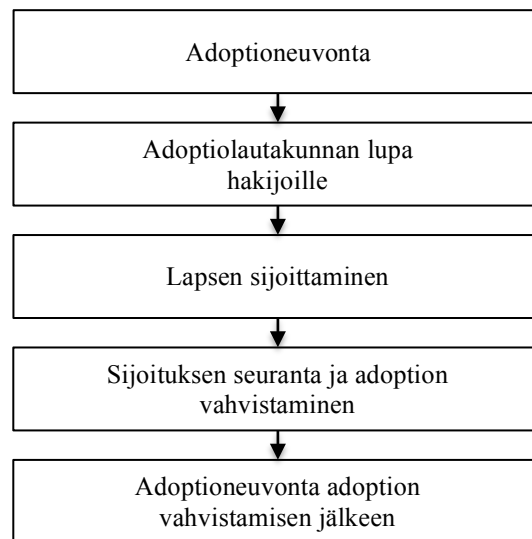 Adoptioneuvonta
Adoptiolautakunnan lupa
hakijoille
Lapsen sijoittaminen
Sijoituksen seuranta ja adoption
vahvistaminen
Adoptioneuvonta adoption
vahvistamisen jälkeen